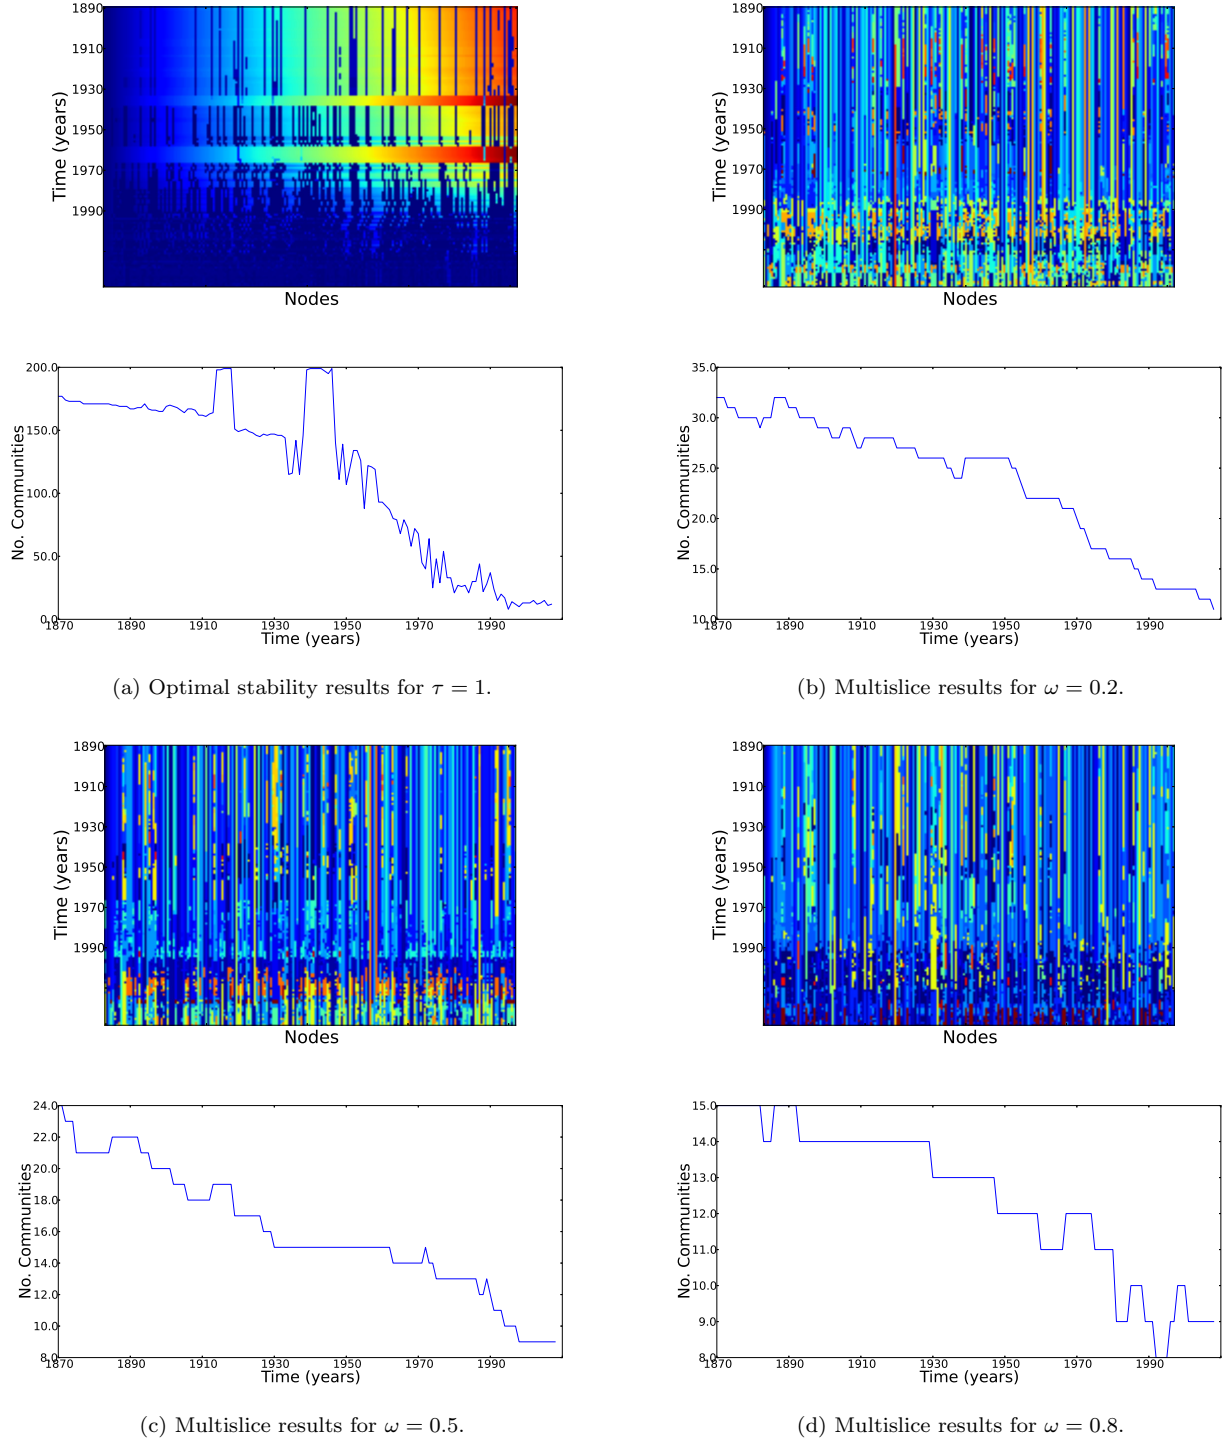 1890
1910
1930
1950
1970
1990
Time (years)
Nodes
1890
1910
1930
1950
1970
1990
Time (years)
Nodes
200.0
150.0
100.0
50.0
0.0
No. Communities
1870 1890 1910 1930 1950 1970 1990
Time (years)
35.0
30.0
25.0
20.0
15.0
10.0
No. Communities
1870 1890 1910 1930 1950 1970 1990
Time (years)
(a) Optimal stability results for τ = 1.
(b) Multislice results for ω = 0.2.
1890
1910
1930
1950
1970
1990
Time (years)
Nodes
1890
1910
1930
1950
1970
1990
Time (years)
Nodes
24.0
22.0
20.0
18.0
16.0
14.0
12.0
10.0
8.0
No. Communities
1870 1890 1910 1930 1950 1970 1990
Time (years)
15.0
14.0
13.0
12.0
11.0
10.0
9.0
8.0
No. Communities
1870 1890 1910 1930 1950 1970 1990
Time (years)
(c) Multislice results for ω = 0.5.
(d) Multislice results for ω = 0.8.